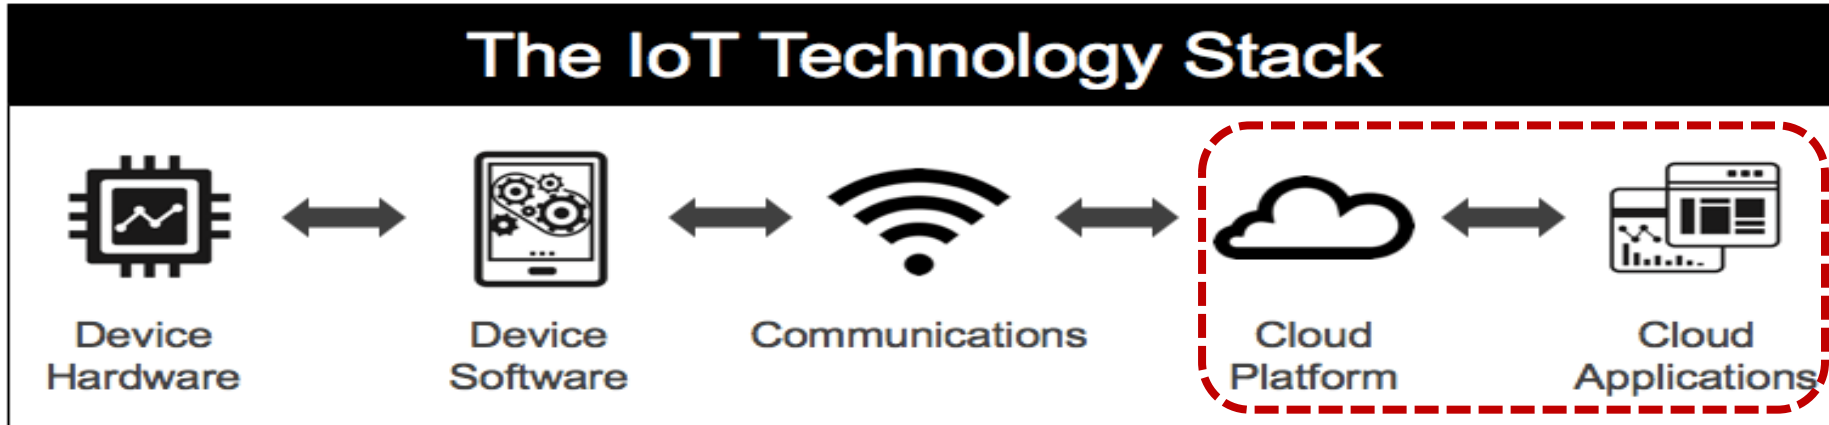 The IoT Technology Stack
Device
Hardware
Device
Software
Communications
Cloud
Platform
Cloud
Applications